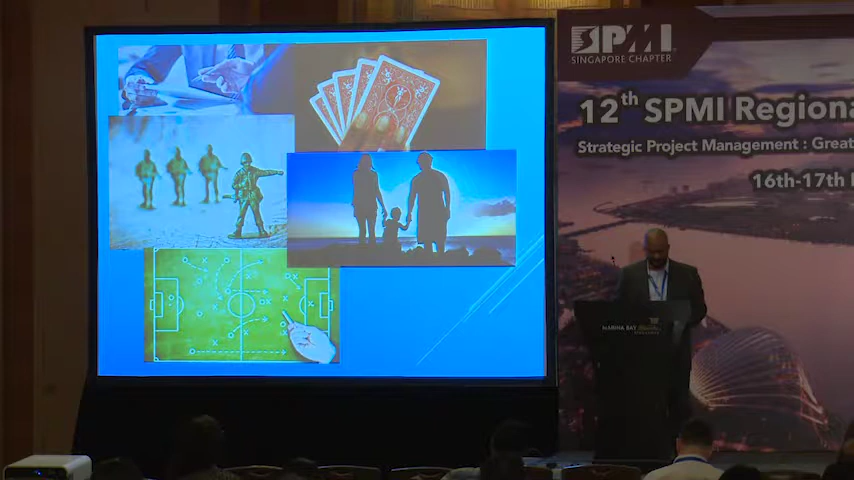 SPMI
SINGAPORE CHAPTER
12th SPMI Regiona
Strategic Project Management : Great
16th-17th
MARINA BAY